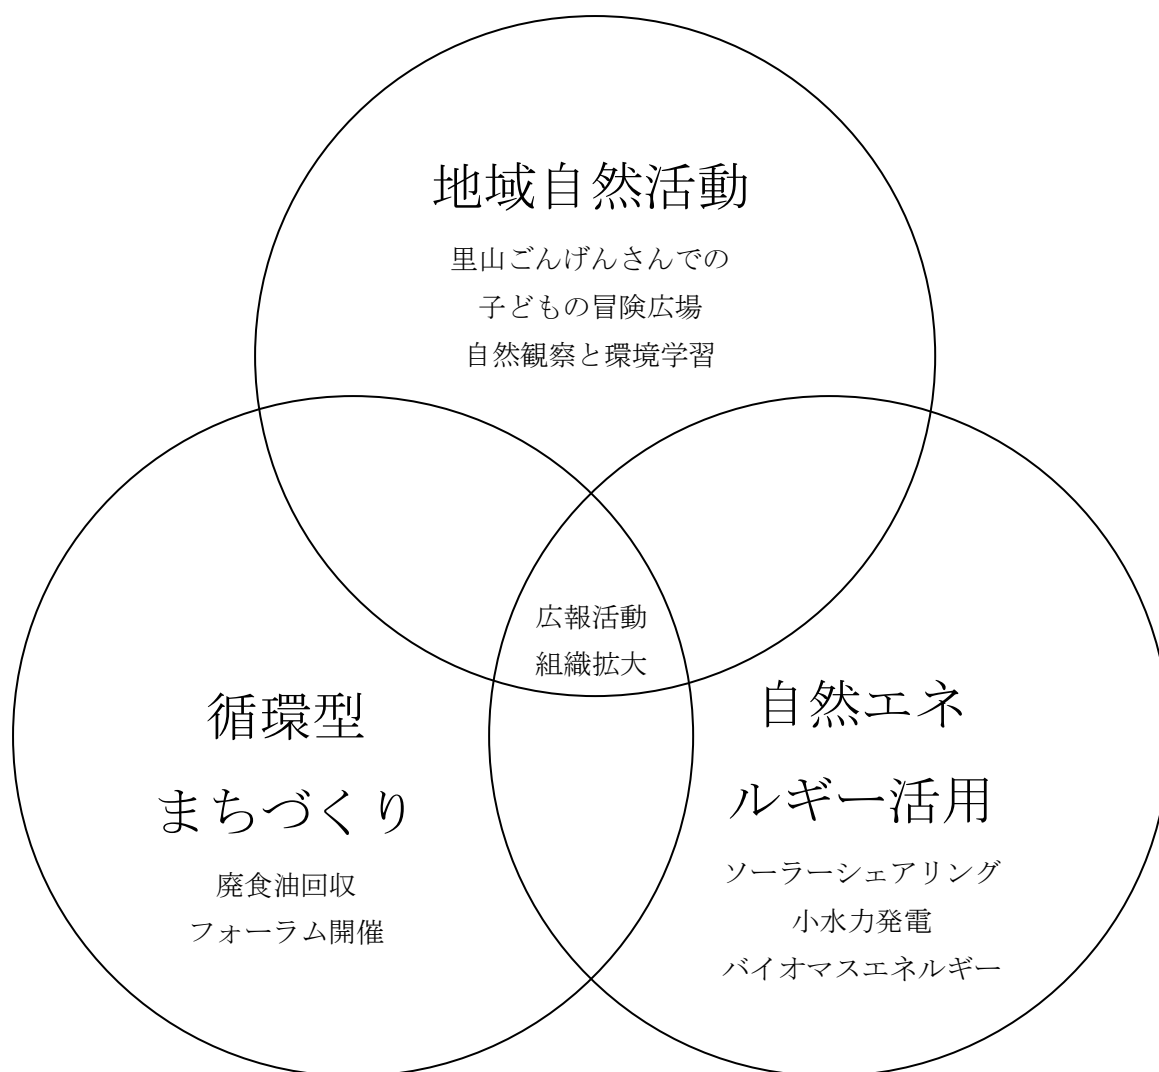 地域自然活動
里山ごんげんさんでの
子どもの冒険広場
自然観察と環境学習
広報活動
組織拡大
循環型
まちづくり
廃食油回収
フォーラム開催
自然エネ
ルギー活用
ソーラーシェアリング
小水力発電
バイオマスエネルギー